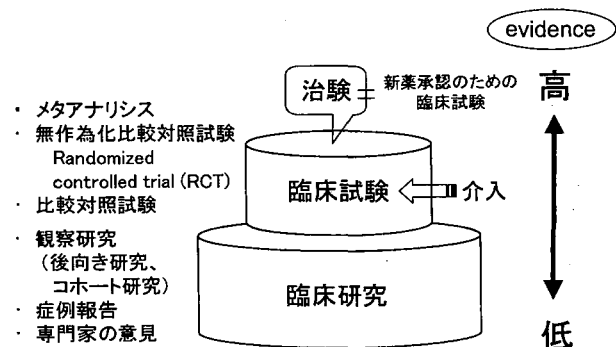 evidence
高
治験
新薬承認のための
臨床試験
・ メタアナリシス
・ 無作為化比較対照試験
Randomized
controlled trial (RCT)
・ 比較対照試験
・ 観察研究
(後向き研究、
コホート研究)
・ 症例報告
・ 専門家の意見
臨床試験
介入
臨床研究
低